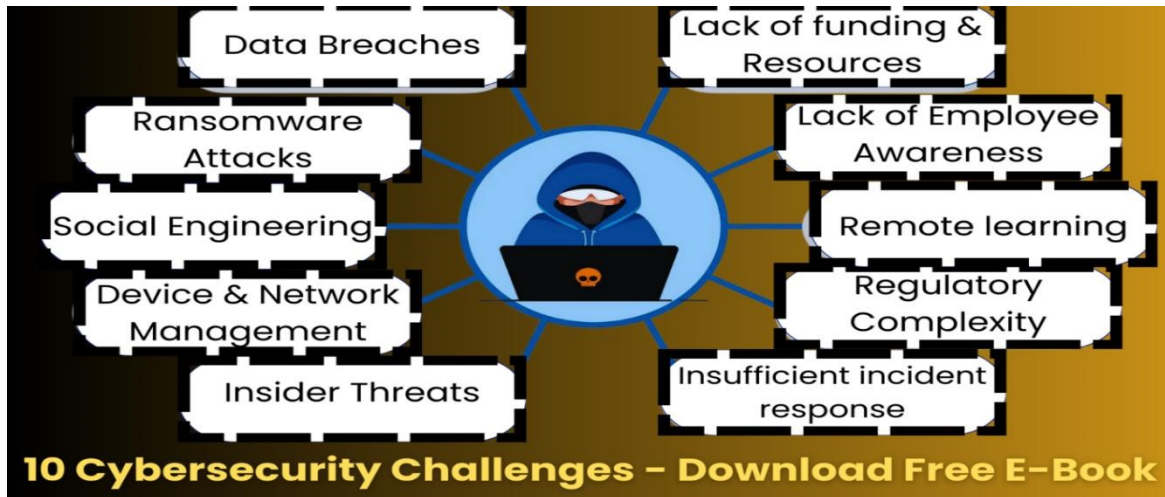 Data Breaches
Ransomware
Attacks
Social Engineering
Device & Network
Management
Insider Threats
Lack of funding &
Resources
Lack of Employee
Awareness
Remote learning
Regulatory
Complexity
Insufficient incident
response
10 Cybersecurity Challenges - Download Free E-Book